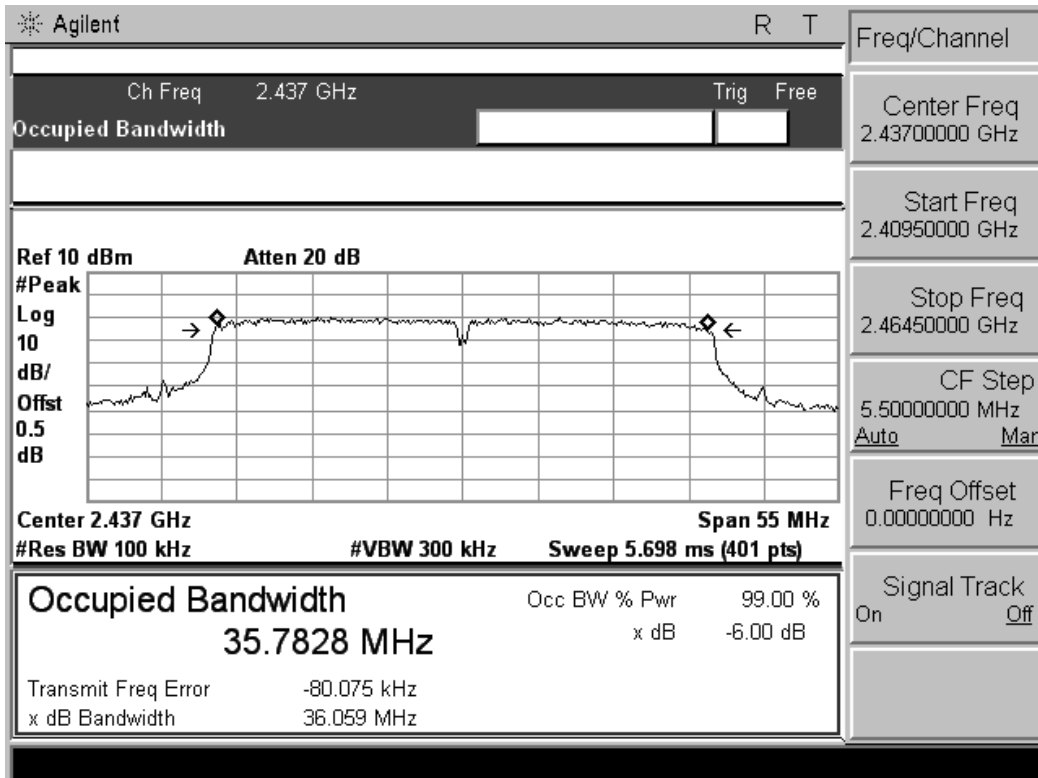 Agilent R T
Ch Freq 2.437 GHz Trig Free
Occupied Bandwidth
Ref 10 dBm Atten 20 dB
#Peak
Log
10
dB/
Offst
0.5
dB
Center 2.437 GHz Span 55 MHz
#Res BW 100 kHz #VBW 300 kHz Sweep 5.698 ms (401 pts)
Occupied Bandwidth Occ BW % Pwr 99.00 %
35.7828 MHz x dB -6.00 dB
Transmit Freq Error -80.075 kHz
x dB Bandwidth 36.059 MHz
Freq/Channel
Center Freq
2.43700000 GHz
Start Freq
2.40950000 GHz
Stop Freq
2.46450000 GHz
CF Step
5.50000000 MHz
Auto Man
Freq Offset
0.00000000 Hz
Signal Track
On Off